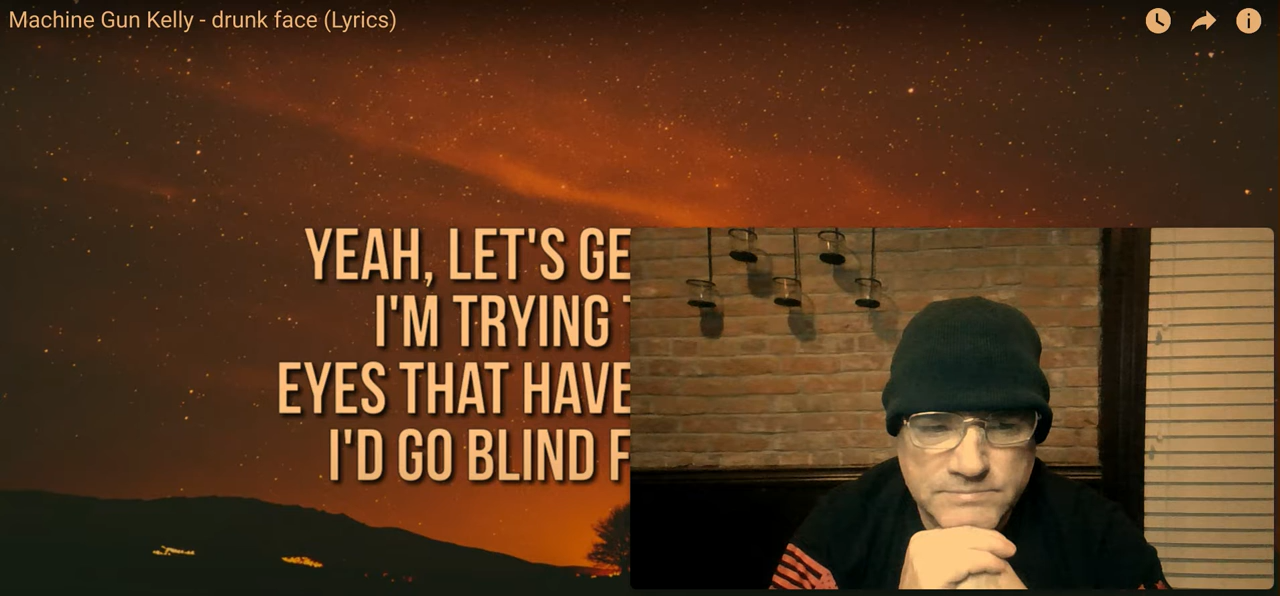 Machine Gun Kelly - drunk face (Lyrics)
YEAH, LET'S GE
I'M TRYING
EYES THAT HAVE
I'D GO BLIND F